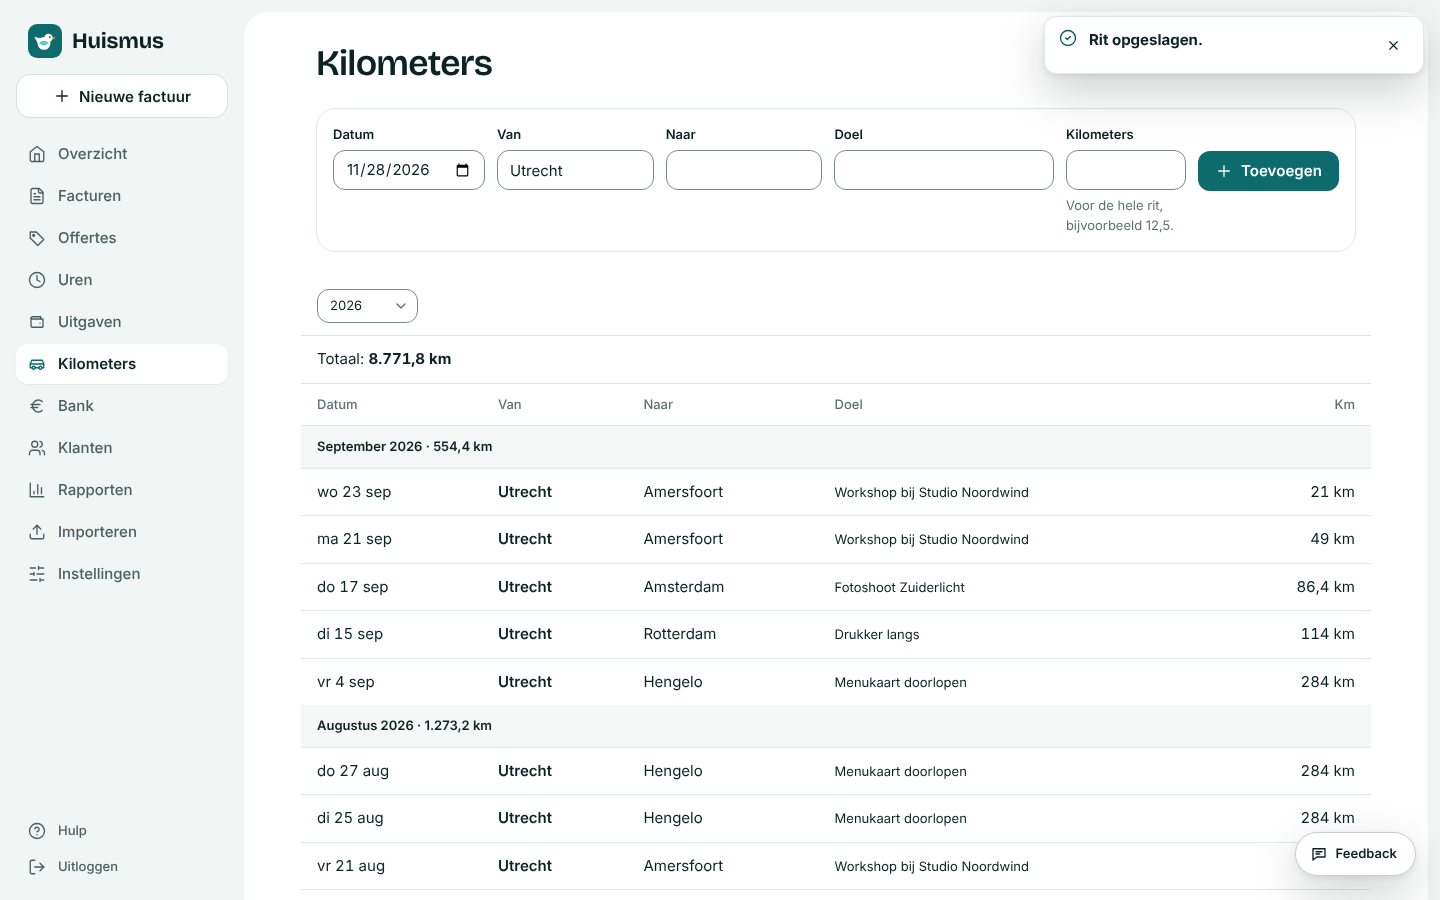 Huismus
Nieuwe factuur
Overzicht
Facturen
Offertes
Uren
Uitgaven
Kilometers
Bank
Klanten
Rapporten
Importeren
Instellingen
Hulp
Uitloggen
Kilometers
Rit opgeslagen.
Datum Van Naar Doel Kilometers
11/28/2026 Utrecht Toevoegen
Voor de hele rit,
bijvoorbeeld 12,5.
2026
Totaal: 8.771,8 km
Datum Van Naar Doel Km
September 2026 · 554,4 km
wo 23 sep Utrecht Amersfoort Workshop bij Studio Noordwind 21 km
ma 21 sep Utrecht Amersfoort Workshop bij Studio Noordwind 49 km
do 17 sep Utrecht Amsterdam Fotoshoot Zuiderlicht 86,4 km
di 15 sep Utrecht Rotterdam Drukker langs 114 km
vr 4 sep Utrecht Hengelo Menukaart doorlopen 284 km
Augustus 2026 · 1.273,2 km
do 27 aug Utrecht Hengelo Menukaart doorlopen 284 km
di 25 aug Utrecht Hengelo Menukaart doorlopen 284 km
vr 21 aug Utrecht Amersfoort Workshop bij Studio Noordwind
Feedback